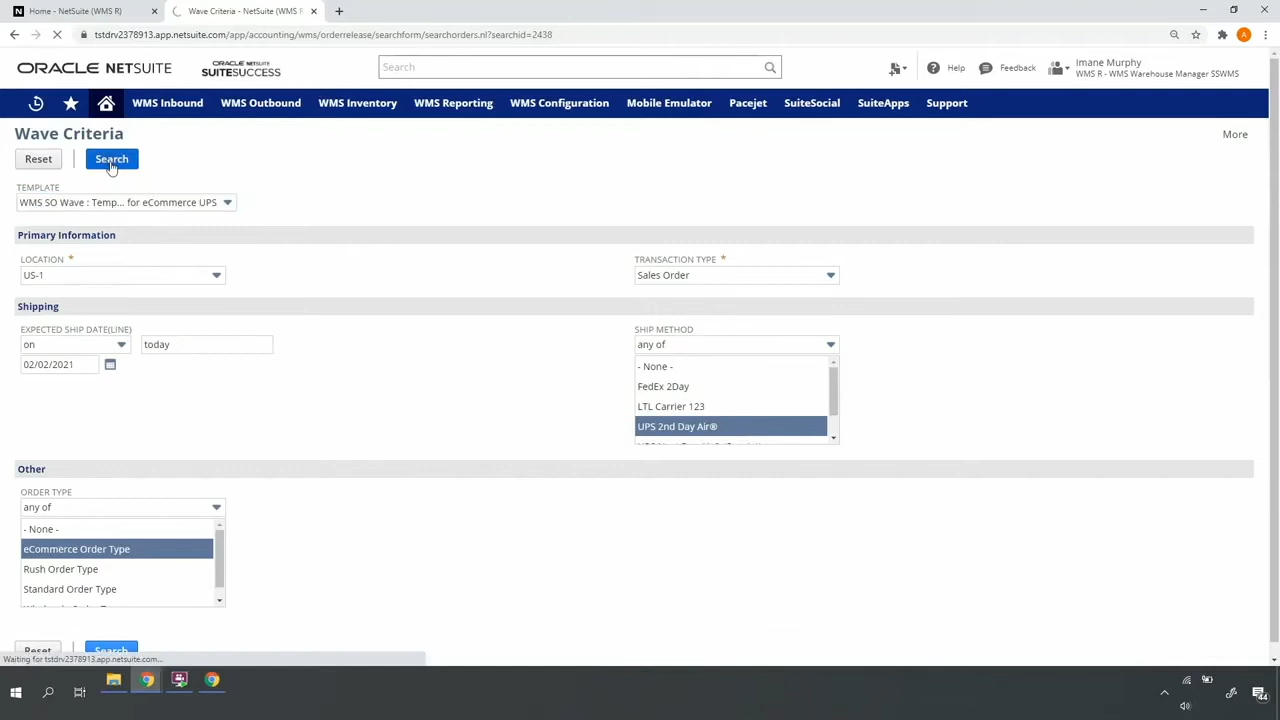 Home - NetSuite (WMS R)
Wave Criteria - NetSuite (WMS R
tstdrv2378913.app.netsuite.com/app/accounting/wms/orderrelease/searchform/searchorders.nl?searchid=2438
ORACLE NETSUITE
ORACLE NETSUITE
SUITESUCCESS
Search
Help
Feedback
Imane Murphy
WMS R - WMS Warehouse Manager SSWMS
WMS Inbound WMS Outbound WMS Inventory WMS Reporting WMS Configuration Mobile Emulator Pacejet SuiteSocial SuiteApps Support
Wave Criteria
More
Reset
Search
TEMPLATE
WMS SO Wave : Temp... for eCommerce UPS
Primary Information
LOCATION *
TRANSACTION TYPE *
US-1
Sales Order
Shipping
EXPECTED SHIP DATE(LINE)
SHIP METHOD
on
today
any of
02/02/2021
- None -
FedEx 2Day
LTL Carrier 123
UPS 2nd Day Air®
Other
ORDER TYPE
any of
- None -
eCommerce Order Type
Rush Order Type
Standard Order Type
Reset
Search
Waiting for tstdrv2378913.app.netsuite.com...
44